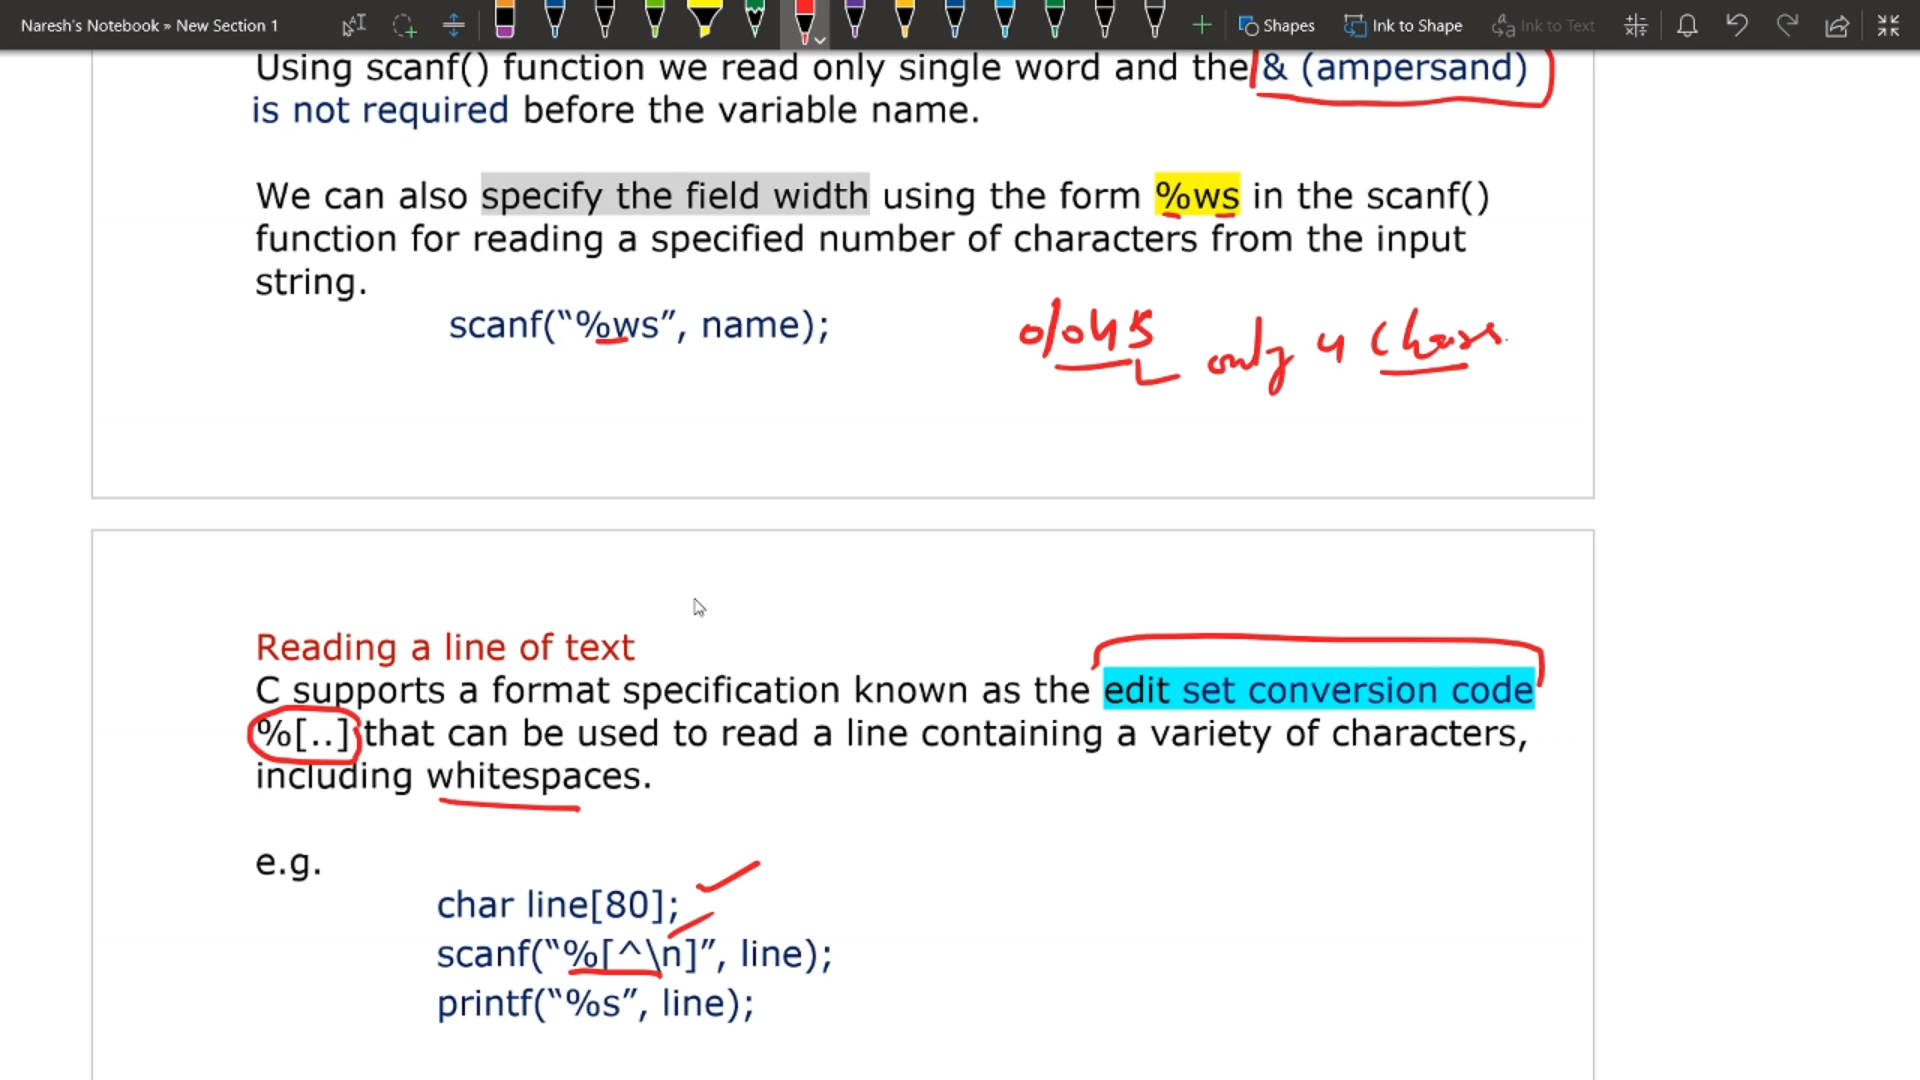 Naresh's Notebook » New Section 1
Shapes
Ink to Shape
Ink to Text
Using scanf() function we read only single word and the & (ampersand)
is not required before the variable name.
We can also specify the field width using the form %ws in the scanf()
function for reading a specified number of characters from the input
string.
scanf(“%ws”, name);
%04s only 4 chars.
Reading a line of text
C supports a format specification known as the edit set conversion code
%[..] that can be used to read a line containing a variety of characters,
including whitespaces.
e.g.
char line[80];
scanf(“%[^\n]”, line);
printf(“%s”, line);